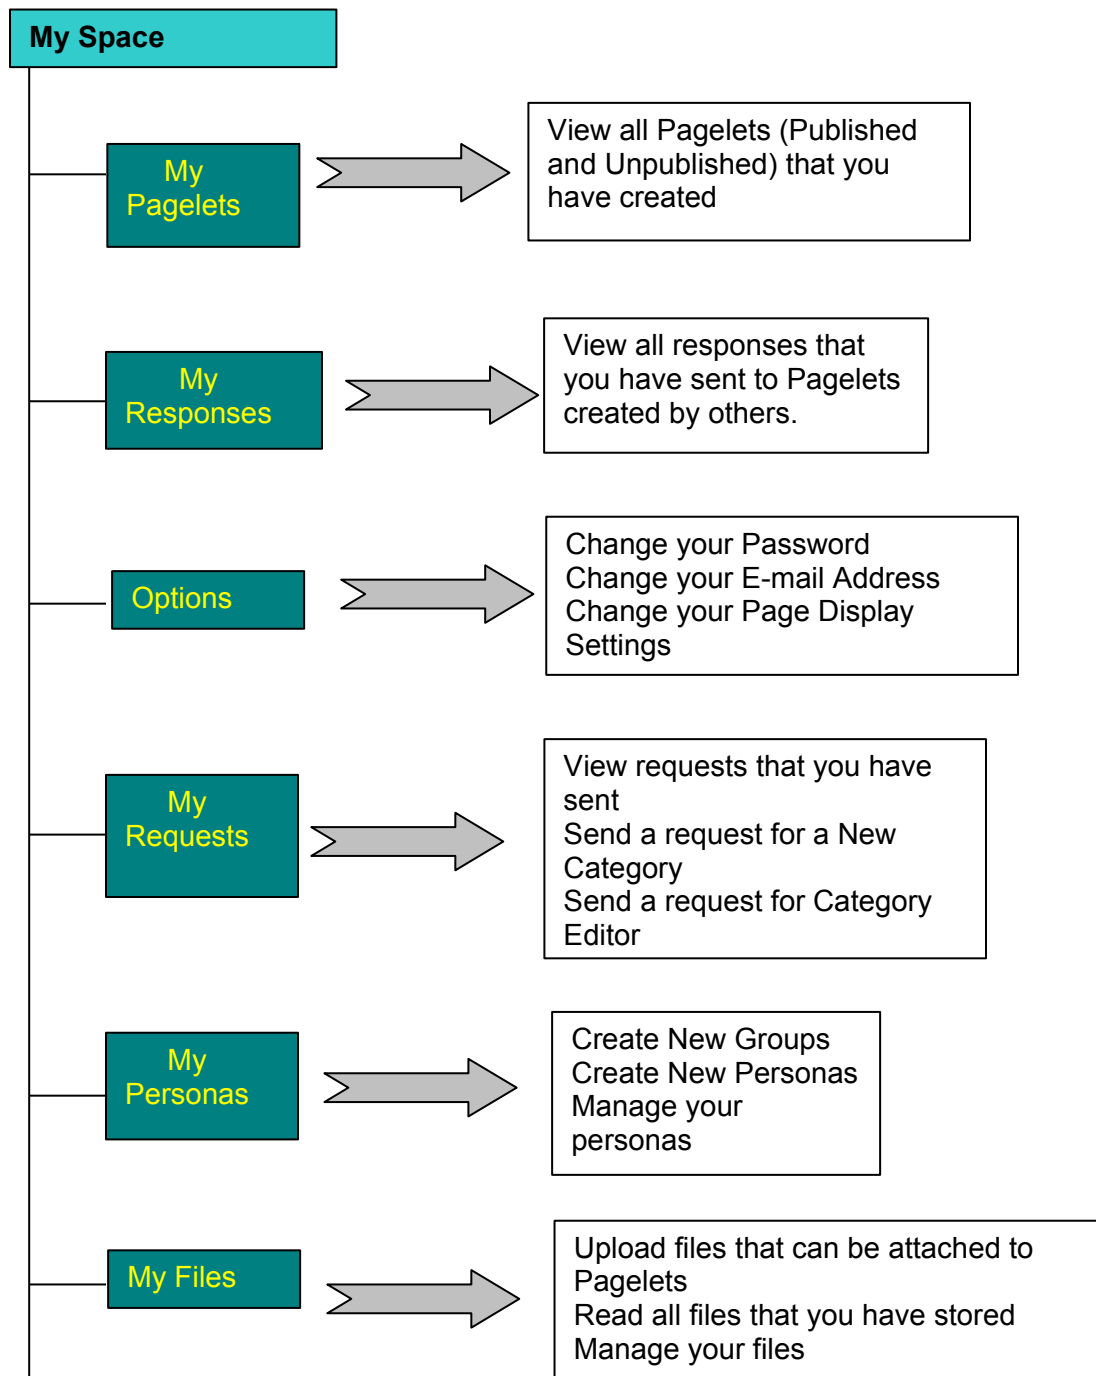 My Space
My
Pagelets
View all Pagelets (Published
and Unpublished) that you
have created
My
Responses
View all responses that
you have sent to Pagelets
created by others.
Options
Change your Password
Change your E-mail Address
Change your Page Display
Settings
My
Requests
View requests that you have
sent
Send a request for a New
Category
Send a request for Category
Editor
My
Personas
Create New Groups
Create New Personas
Manage your
personas
My Files
Upload files that can be attached to
Pagelets
Read all files that you have stored
Manage your files